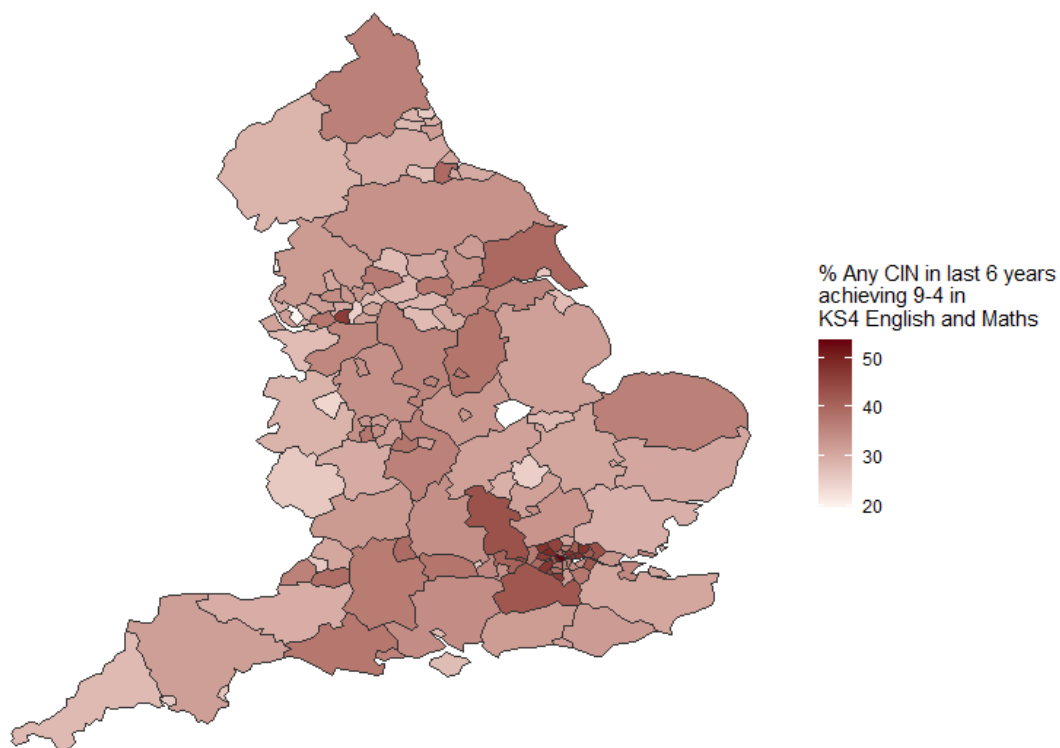 % Any CIN in last 6 years
achieving 9-4 in
KS4 English and Maths
50
40
30
20